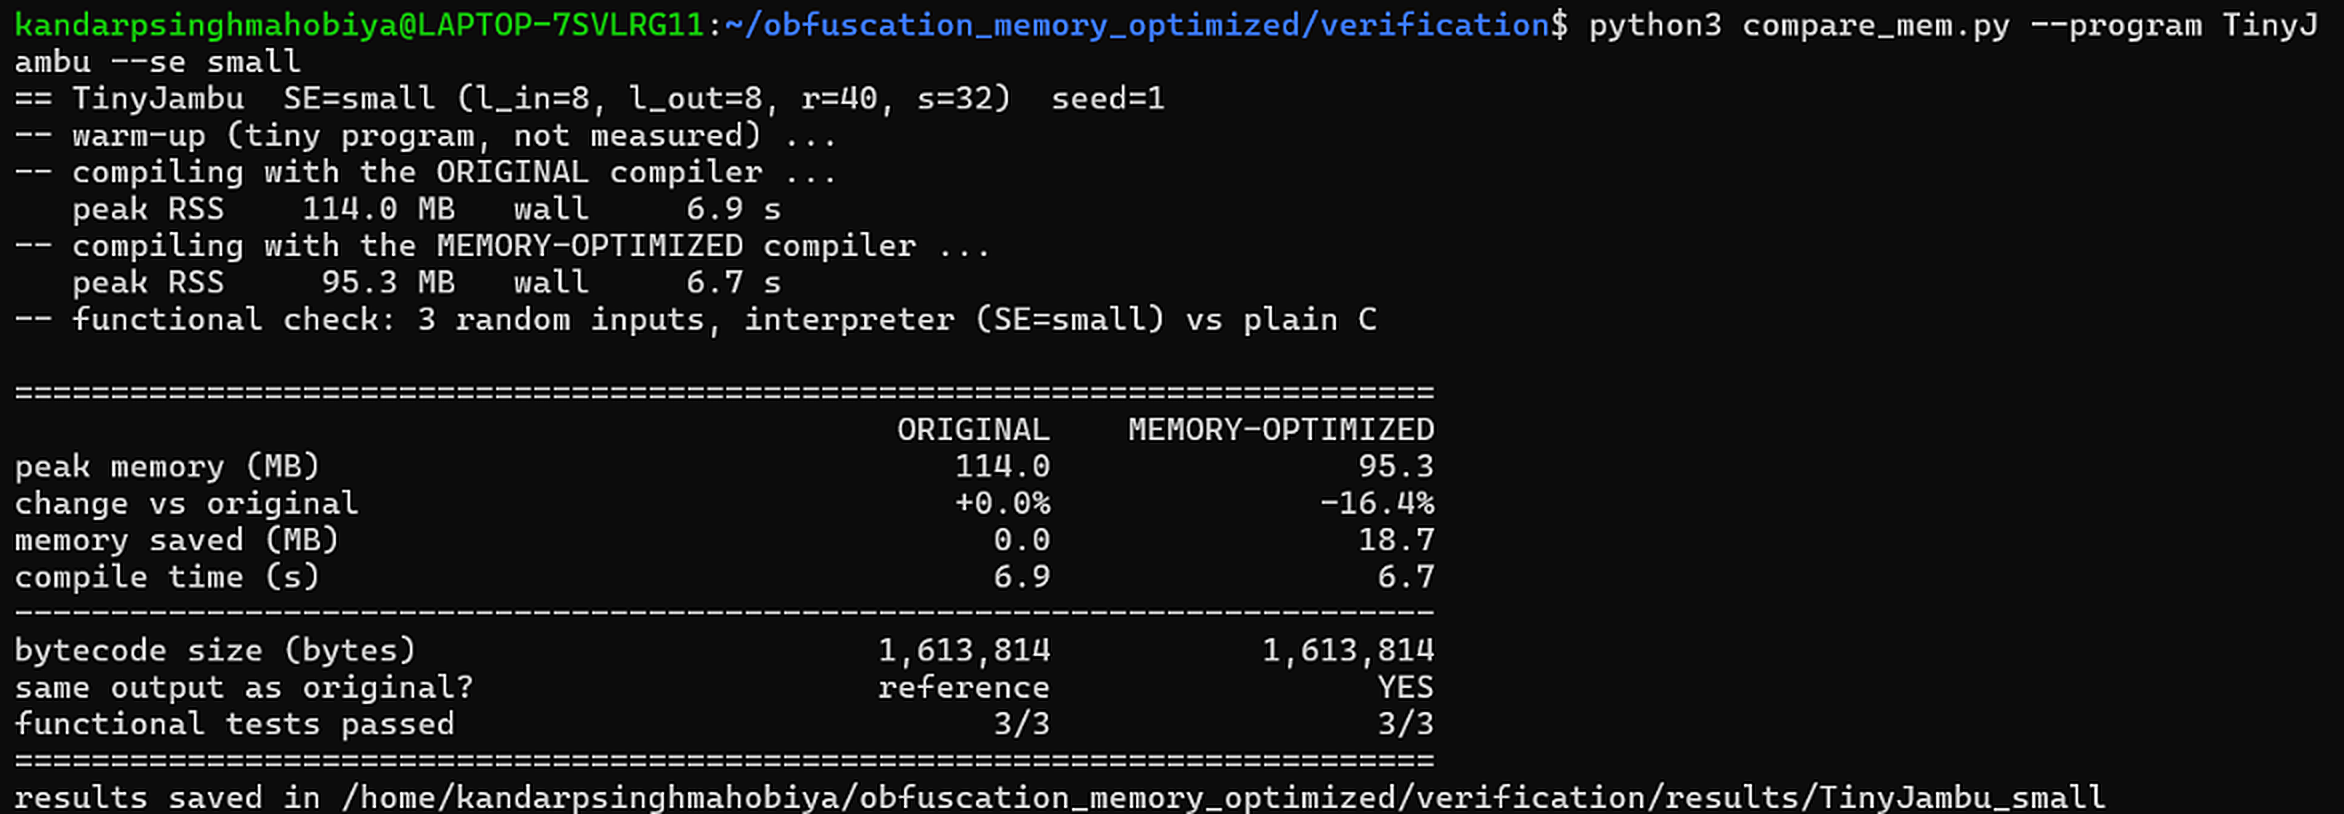 kandarpsinghmahobiya@LAPTOP-7SVLRG11:~/obfuscation_memory_optimized/verification$ python3 compare_mem.py --program TinyJ
ambu --se small
== TinyJambu  SE=small (l_in=8, l_out=8, r=40, s=32)  seed=1
-- warm-up (tiny program, not measured) ...
-- compiling with the ORIGINAL compiler ...
   peak RSS    114.0 MB   wall     6.9 s
-- compiling with the MEMORY-OPTIMIZED compiler ...
   peak RSS     95.3 MB   wall     6.7 s
-- functional check: 3 random inputs, interpreter (SE=small) vs plain C
==========================================================================
                                              ORIGINAL    MEMORY-OPTIMIZED
peak memory (MB)                                 114.0                95.3
change vs original                               +0.0%              -16.4%
memory saved (MB)                                  0.0                18.7
compile time (s)                                   6.9                 6.7
--------------------------------------------------------------------------
bytecode size (bytes)                        1,613,814           1,613,814
same output as original?                     reference                 YES
functional tests passed                            3/3                 3/3
==========================================================================
results saved in /home/kandarpsinghmahobiya/obfuscation_memory_optimized/verification/results/TinyJambu_small